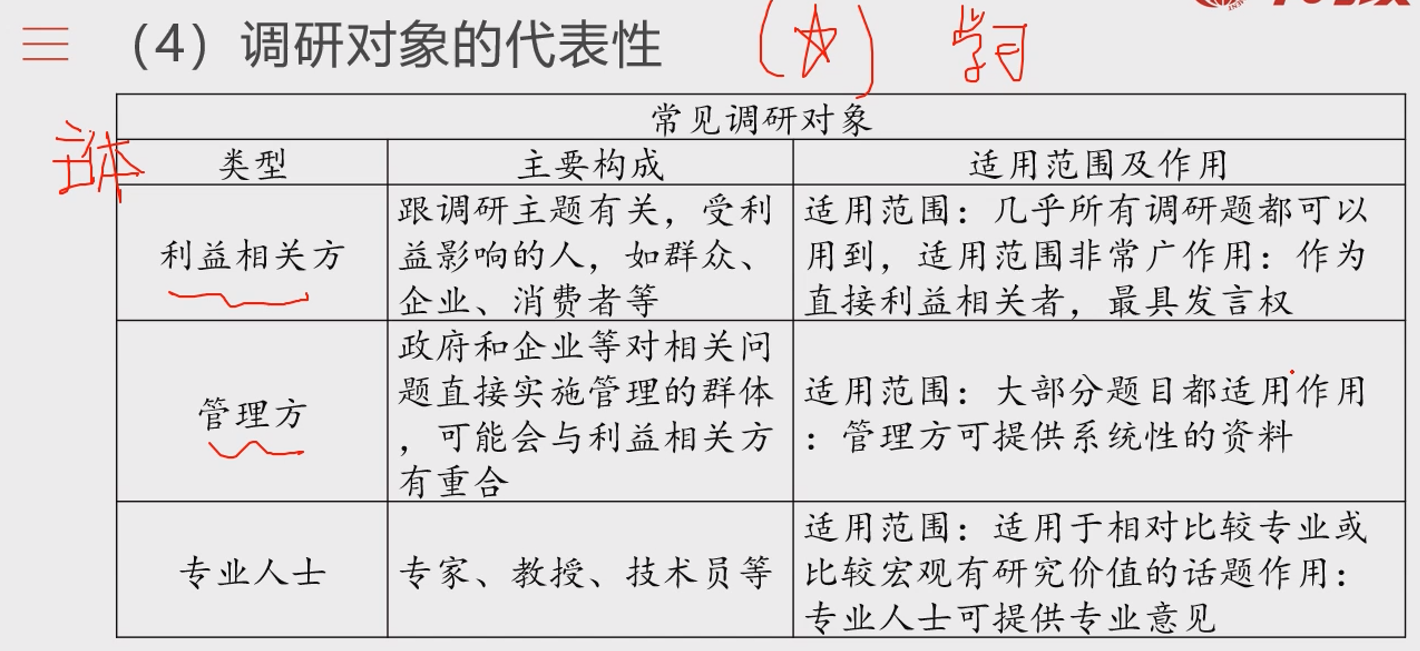 （4）调研对象的代表性
（☆） 学习
主体
常见调研对象
类型
主要构成
适用范围及作用
利益相关方
跟调研主题有关，受利
益影响的人，如群众、
企业、消费者等
适用范围：几乎所有调研题都可以
用到，适用范围非常广作用：作为
直接利益相关者，最具发言权
管理方
政府和企业等对相关问
题直接实施管理的群体
，可能会与利益相关方
有重合
适用范围：大部分题目都适用作用
：管理方可提供系统性的资料
专业人士
专家、教授、技术员等
适用范围：适用于相对比较专业或
比较宏观有研究价值的话题作用：
专业人士可提供专业意见